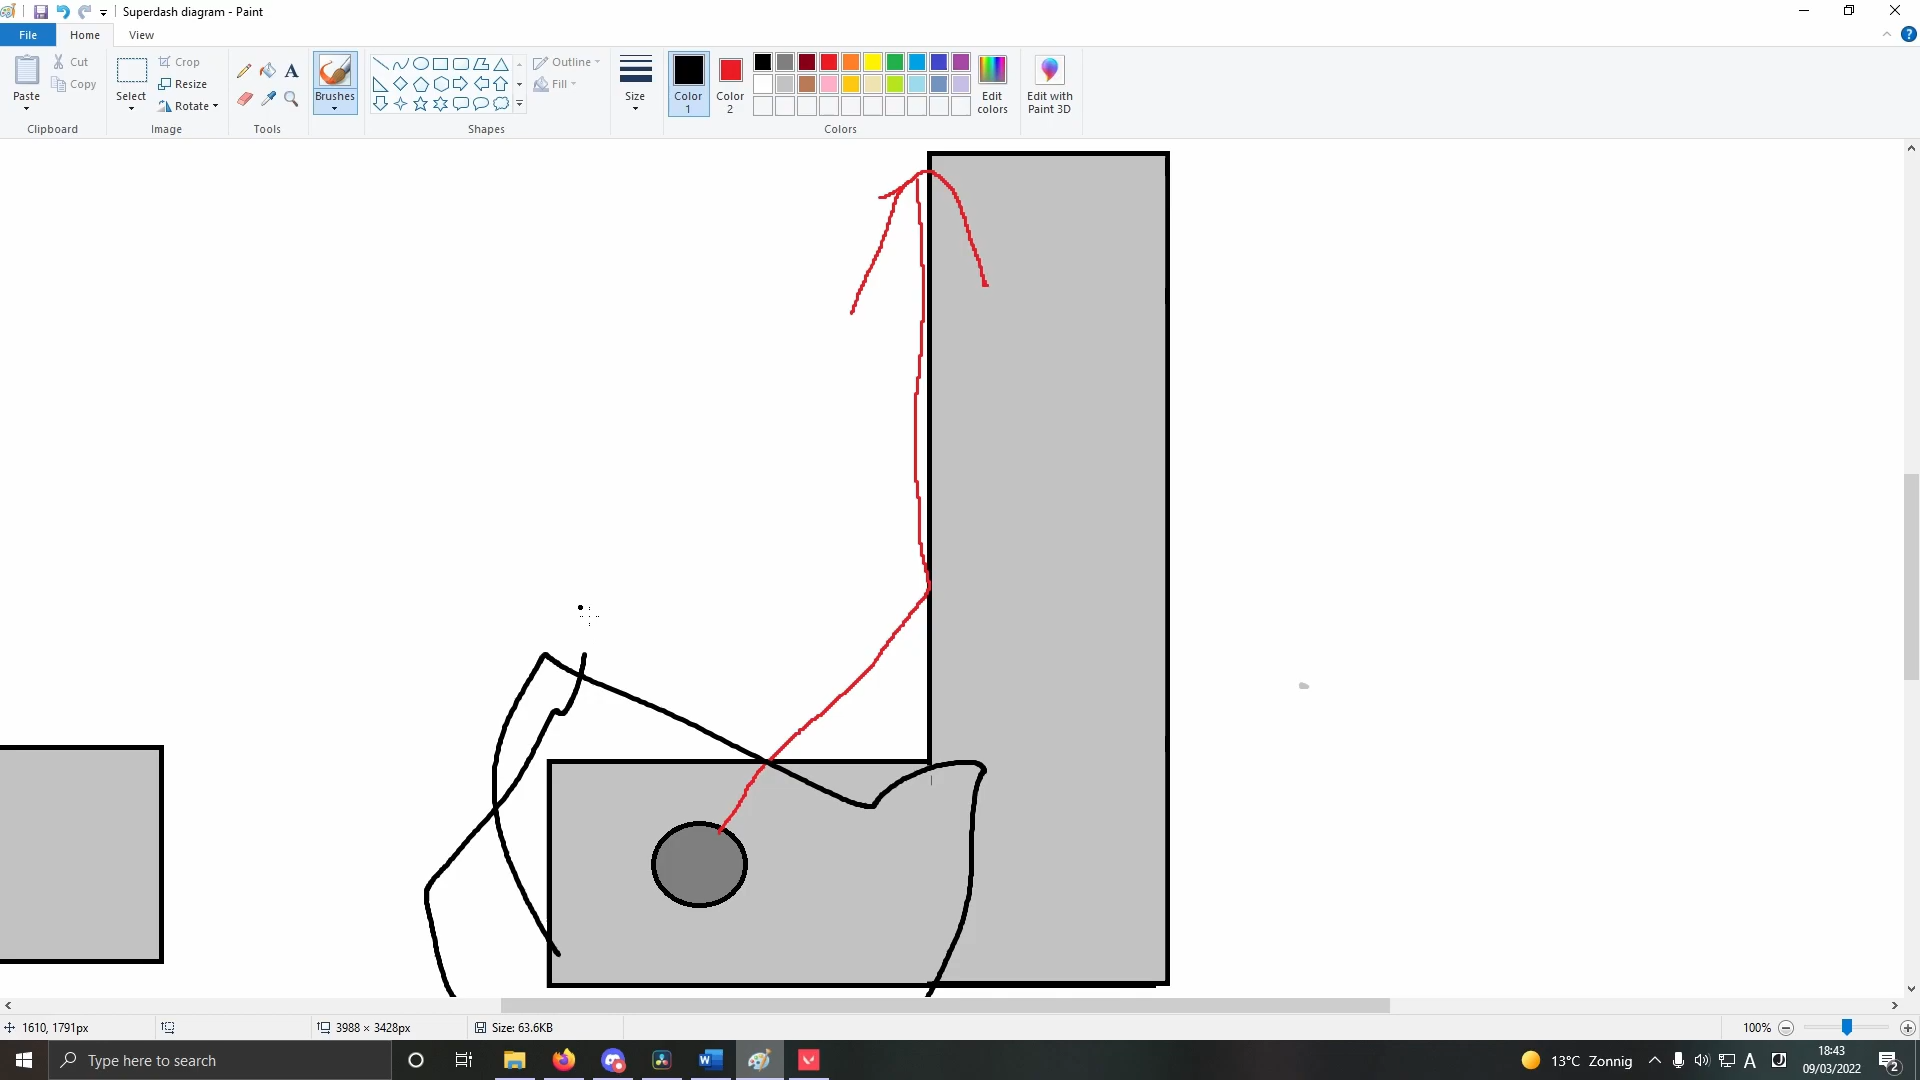 Superdash diagram - Paint
File Home View
Paste
Cut
Copy
Clipboard
Select
Crop
Resize
Rotate
Image
A
Tools
Brushes
Shapes
Outline
Fill
Size
Color 1
Color 2
Edit colors
Colors
Edit with Paint 3D
1610, 1791px
3988 × 3428px
Size: 63.6KB
100%
Type here to search
13°C Zonnig
A
18:43
09/03/2022
2